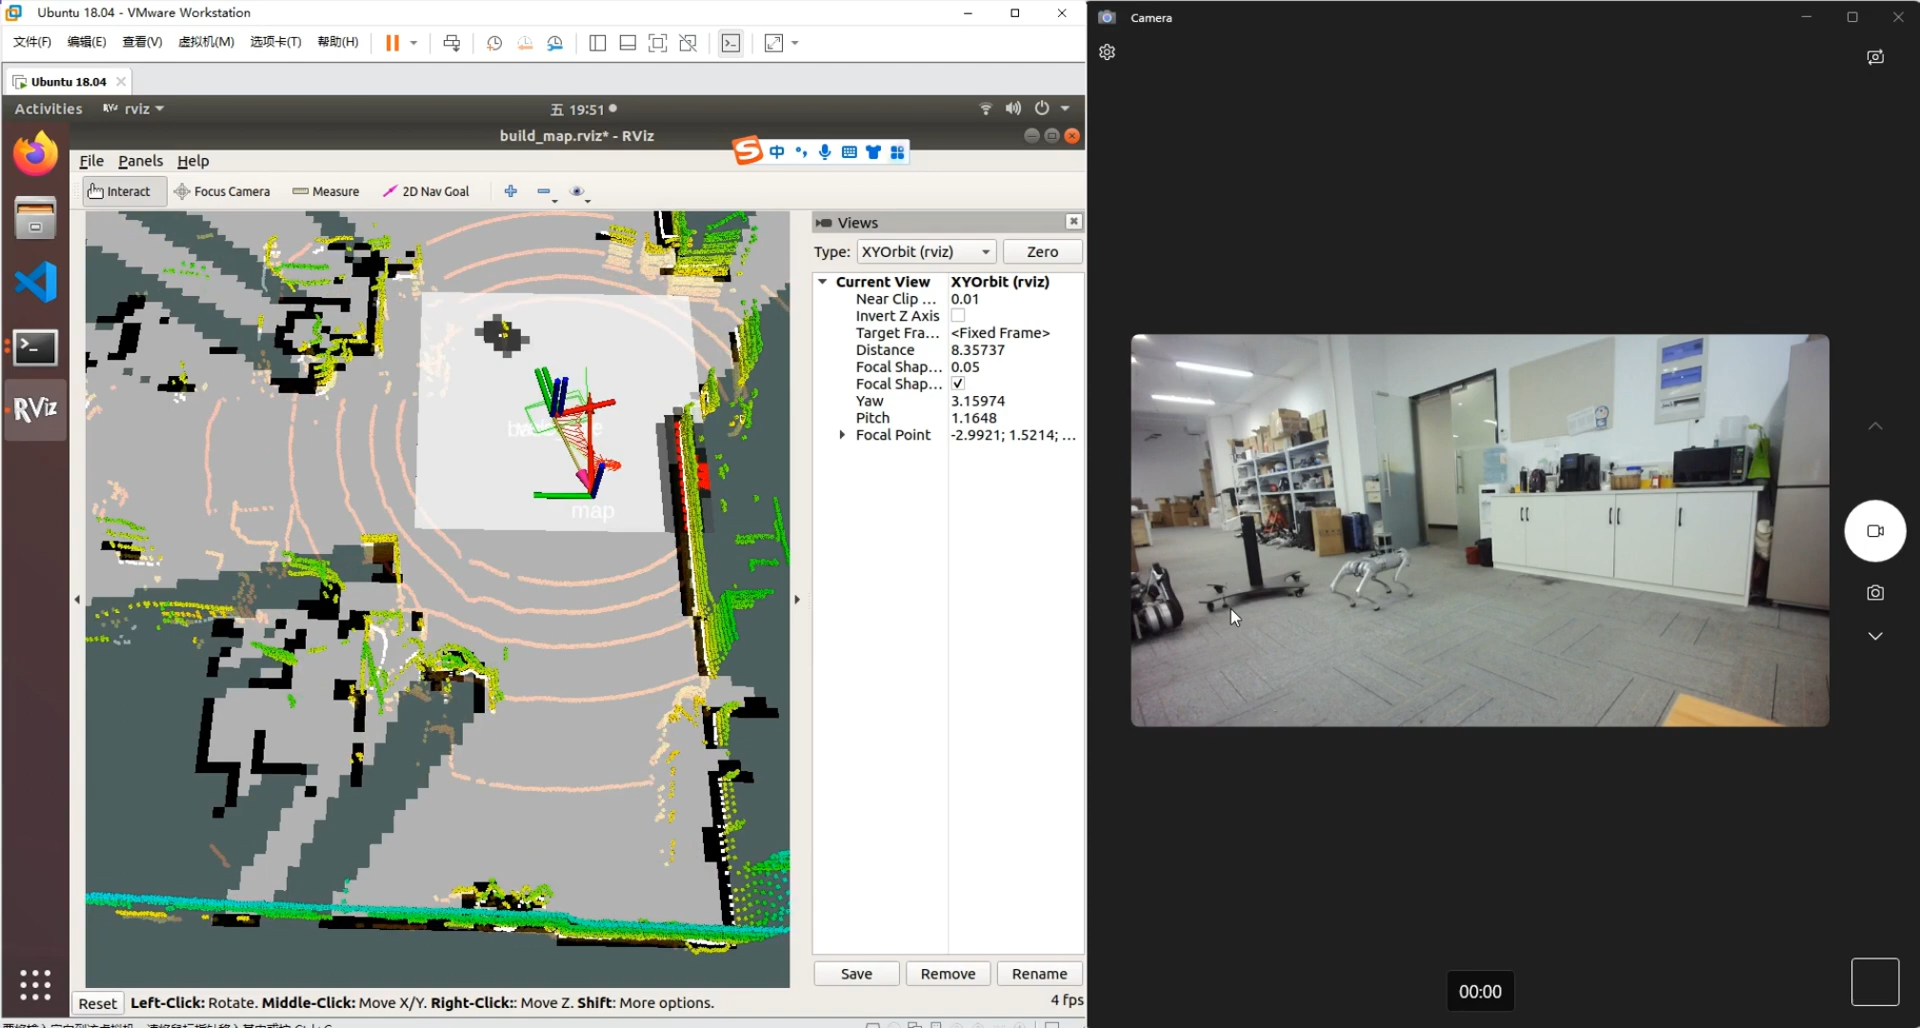 Ubuntu 18.04 - VMware Workstation
文件(F) 编辑(E) 查看(V) 虚拟机(M) 选项卡(T) 帮助(H)
Ubuntu 18.04
Activities RViz rviz 五 19:51
build_map.rviz* - RViz
中
File Panels Help
Interact Focus Camera Measure 2D Nav Goal
Views
Type: XYOrbit (rviz) Zero
Current View XYOrbit (rviz)
Near Clip ... 0.01
Invert Z Axis
Target Fra... <Fixed Frame>
Distance 8.35737
Focal Shap... 0.05
Focal Shap...
Yaw 3.15974
Pitch 1.1648
Focal Point -2.9921; 1.5214; ...
RViz
map
Save Remove Rename
Reset Left-Click: Rotate. Middle-Click: Move X/Y. Right-Click:: Move Z. Shift: More options. 4 fps
Camera
00:00